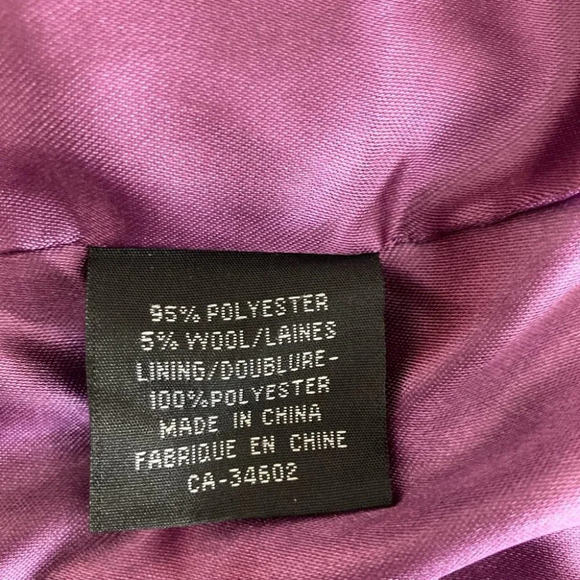 95% POLYESTER
5% WOOL/LAINES
LINING/DOUBLURE-
100%POLYESTER
MADE IN CHINA
FABRIQUE EN CHINE
CA-34602